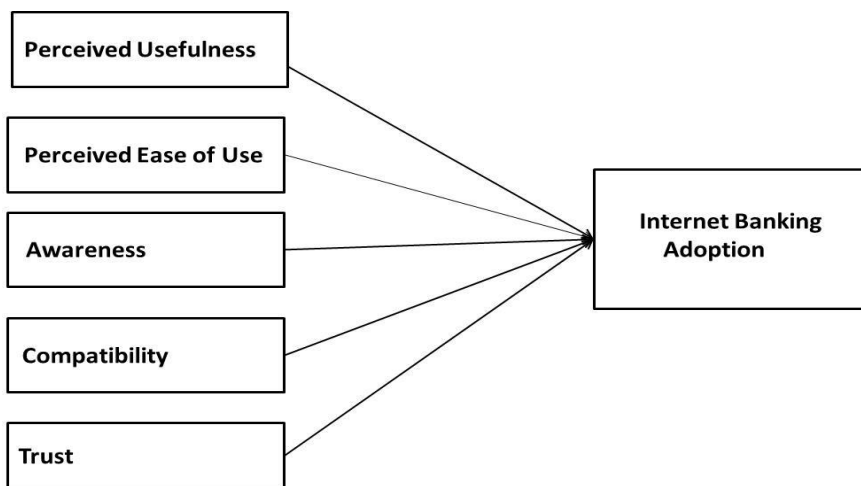 Perceived Usefulness
Perceived Ease of Use
Awareness
Compatibility
Trust
Internet Banking
Adoption